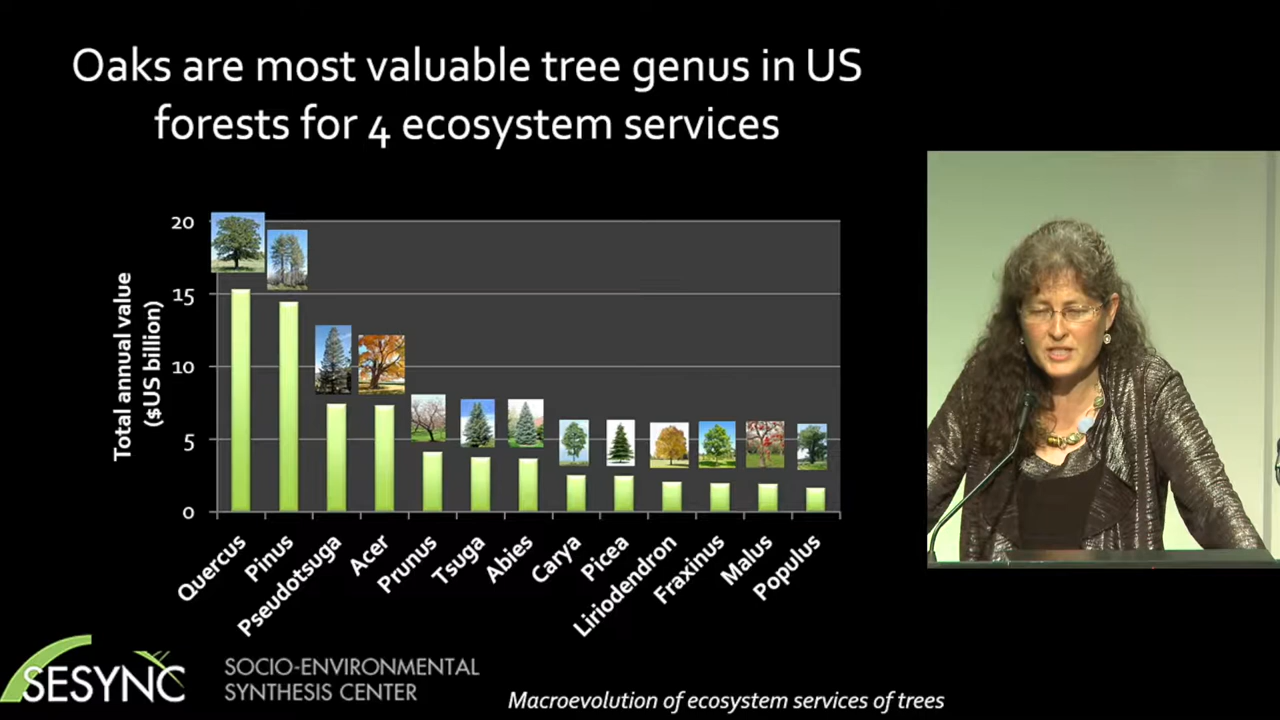 Oaks are most valuable tree genus in US
forests for 4 ecosystem services
Total annual value
($US billion)
20
15
10
5
0
Quercus
Pinus
Pseudotsuga
Acer
Prunus
Tsuga
Abies
Carya
Picea
Liriodendron
Fraxinus
Malus
Populus
SESYNC
SOCIO-ENVIRONMENTAL
SYNTHESIS CENTER
Macroevolution of ecosystem services of trees